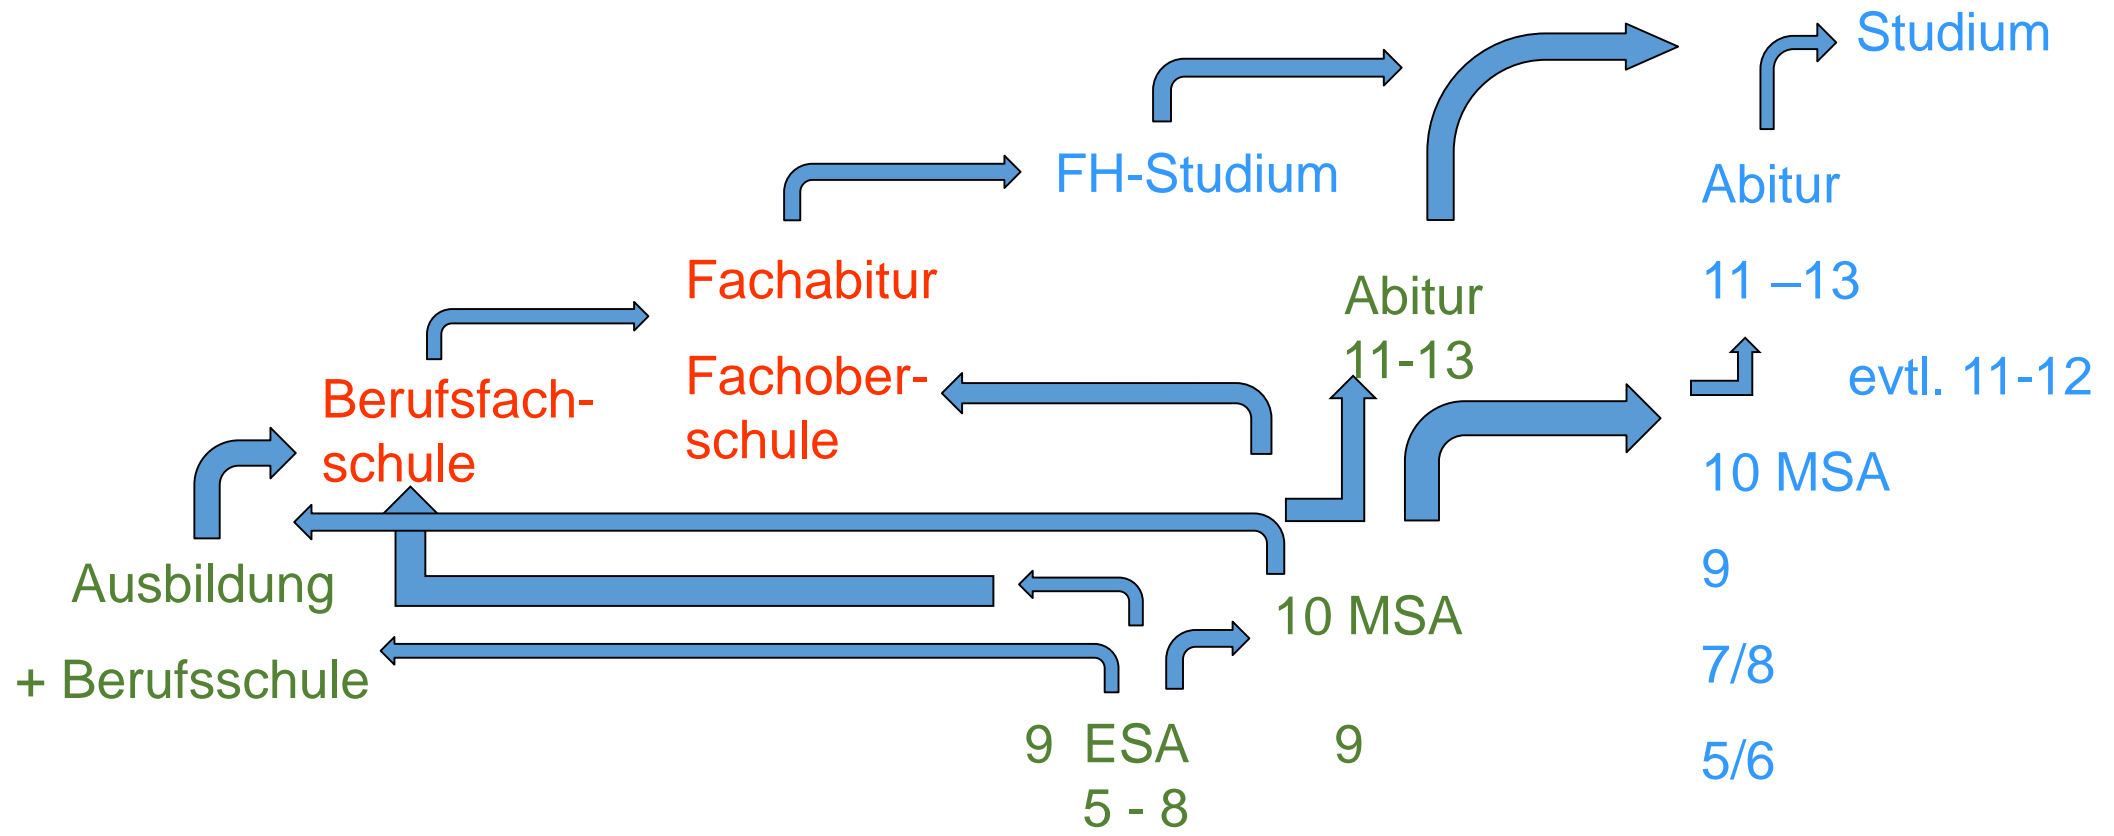 Studium
FH-Studium
Abitur
Fachabitur
11 –13
Abitur
11-13
Fachober-
schule
evtl. 11-12
Berufsfach-
schule
10 MSA
Ausbildung
9
10 MSA
+ Berufsschule
7/8
9 ESA
9
5/6
5 - 8